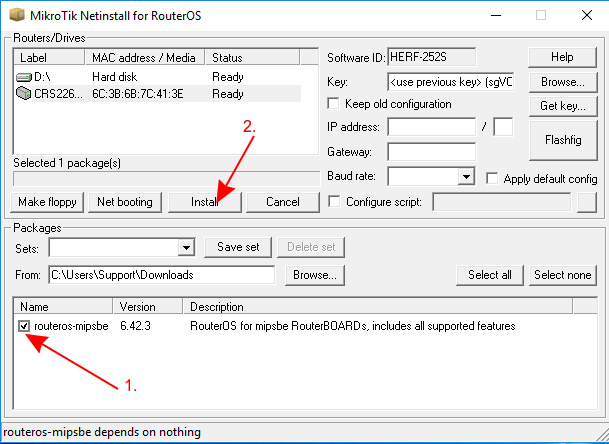 MikroTik Netinstall for RouterOS
Routers/Drives
Label MAC address / Media Status
D:\ Hard disk Ready
CRS226... 6C:3B:6B:7C:41:3E Ready
Software ID: HERF-252S Help
Key: <use previous key> (sgVC Browse...
Keep old configuration Get key...
IP address: / Flashfig
Gateway:
Baud rate: Apply default config
2.
Selected 1 package(s)
Make floppy Net booting Install Cancel Configure script:
Packages
Sets: Save set Delete set
From: C:\Users\Support\Downloads Browse... Select all Select none
Name Version Description
routeros-mipsbe 6.42.3 RouterOS for mipsbe RouterBOARDs, includes all supported features
1.
routeros-mipsbe depends on nothing